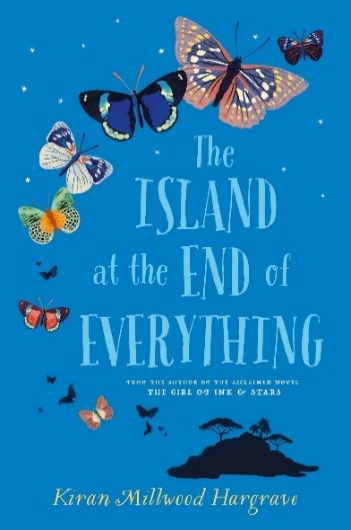 The
ISLAND
at the END of
EVERYTHING
FROM THE AUTHOR OF THE ACCLAIMED NOVEL
THE GIRL OF INK & STARS
Kiran Millwood Hargrave